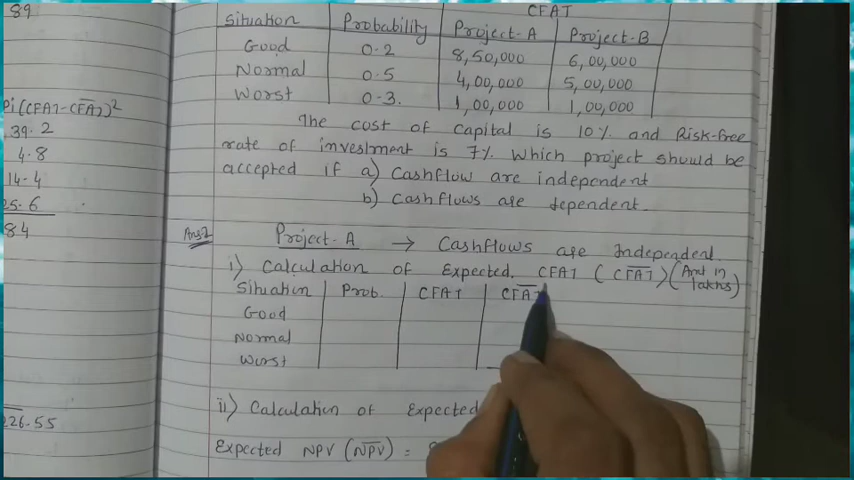 89
Pi(CFAT-C̅F̅A̅T̅)²
39.2
4.8
14.4
25.6
84
226.55
CFAT
Situation Probability Project-A Project-B
Good 0.2 8,50,000 6,00,000
Normal 0.5 4,00,000 5,00,000
Worst 0.3. 1,00,000 1,00,000
The cost of capital is 10% and Risk-free
rate of investment is 7%. Which project should be
accepted if a) Cashflow are independent
b) Cashflows are dependent.
Ans2 Project-A → Cashflows are Independent.
i) Calculation of Expected. CFAT (C̅F̅A̅T̅) (Amt in lakhs)
Situation Prob. CFAT C̅F̅A̅T̅
Good
Normal
Worst
ii) Calculation of Expected
Expected NPV (N̅P̅V̅) =